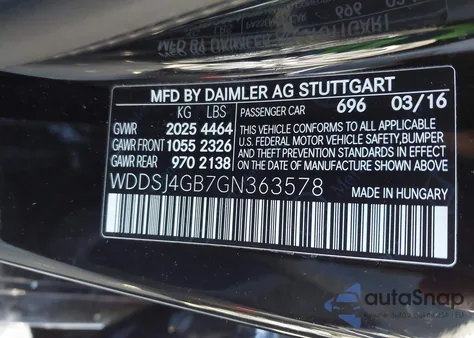 MFD BY DAIMLER AG STUTTGART
KG LBS PASSENGER CAR 696 03/16
GVWR 2025 4464
GAWR FRONT 1055 2326
GAWR REAR 970 2138
THIS VEHICLE CONFORMS TO ALL APPLICABLE
U.S. FEDERAL MOTOR VEHICLE SAFETY, BUMPER
AND THEFT PREVENTION STANDARDS IN EFFECT
ON THE DATE OF MANUFACTURE SHOWN ABOVE.
WDDSJ4GB7GN363578 MADE IN HUNGARY
autoSnap